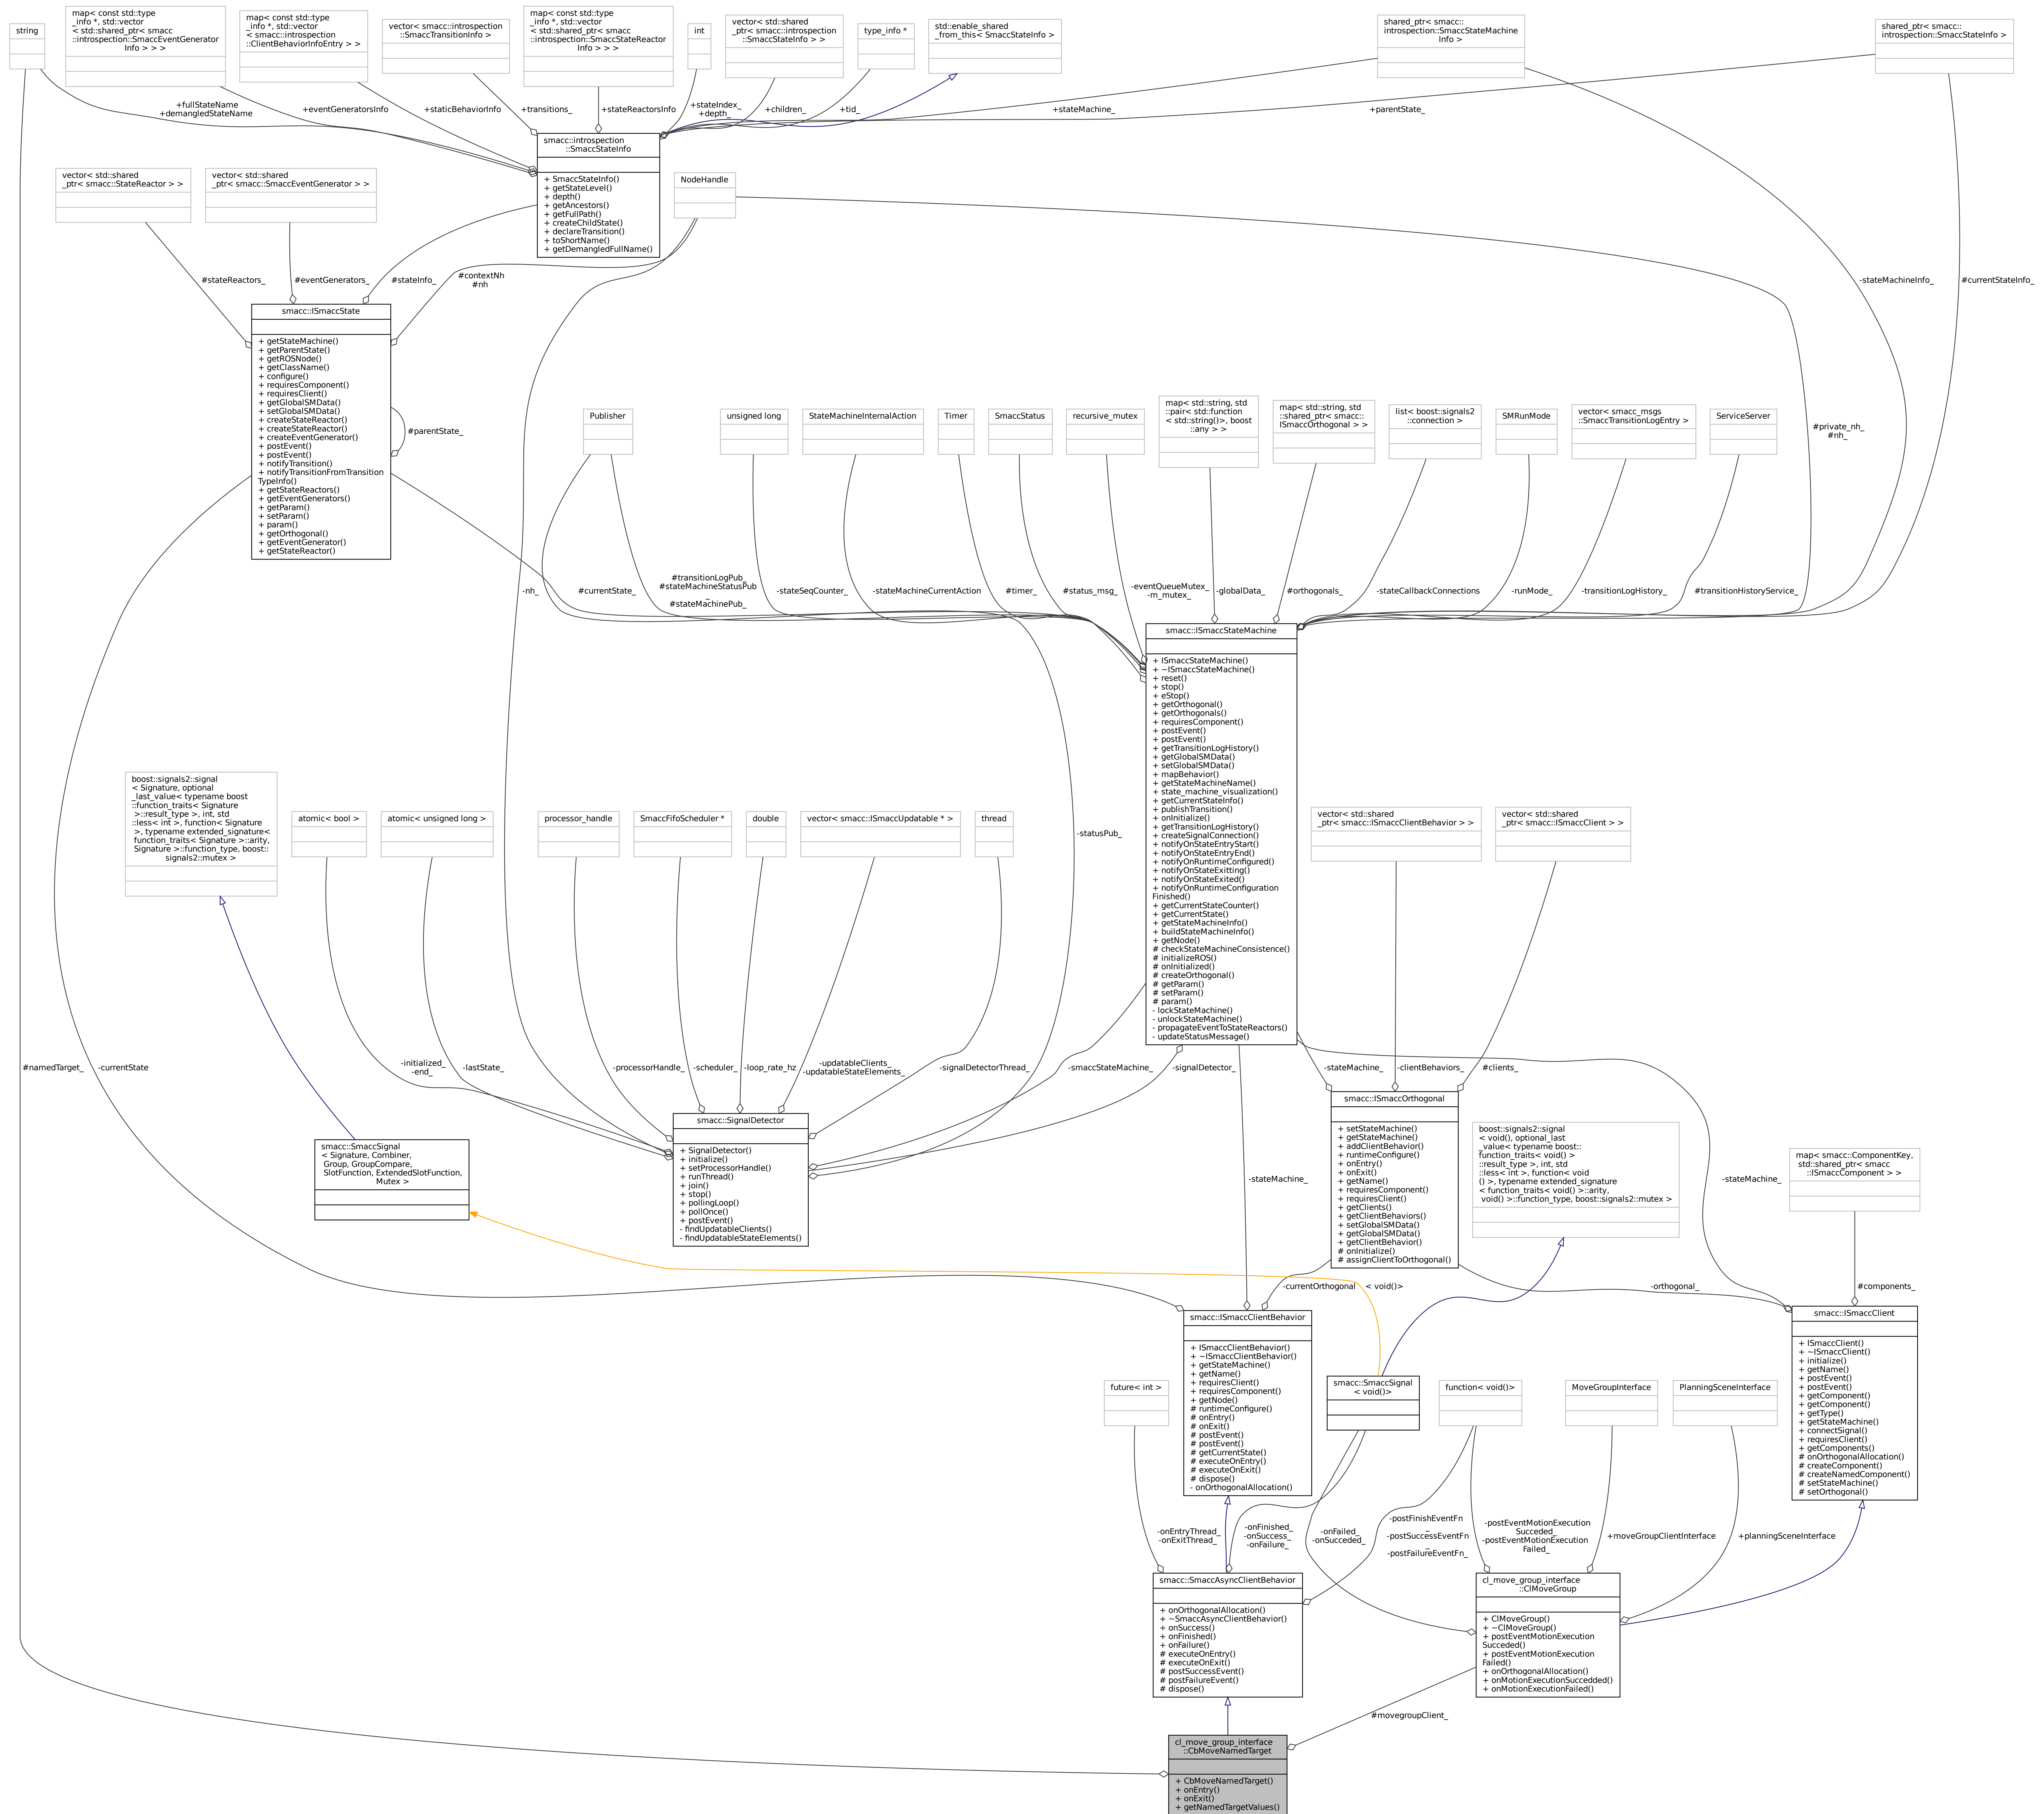 string
map< const std::type
_info *, std::vector
< std::shared_ptr< smacc
::introspection::SmaccEventGenerator
Info > > >
map< const std::type
_info *, std::vector
< smacc::introspection
::ClientBehaviorInfoEntry > >
vector< smacc::introspection
::SmaccTransitionInfo >
map< const std::type
_info *, std::vector
< std::shared_ptr< smacc
::introspection::SmaccStateReactor
Info > > >
int
vector< std::shared
_ptr< smacc::introspection
::SmaccStateInfo > >
type_info *
std::enable_shared
_from_this< SmaccStateInfo >
shared_ptr< smacc::
introspection::SmaccStateMachine
Info >
shared_ptr< smacc::
introspection::SmaccStateInfo >
+fullStateName
+demangledStateName
+eventGeneratorsInfo
+staticBehaviorInfo
+transitions_
+stateReactorsInfo
+stateIndex_
+depth_
+children_
+tid_
+stateMachine_
+parentState_
smacc::introspection
::SmaccStateInfo
+ SmaccStateInfo()
+ getStateLevel()
+ depth()
+ getAncestors()
+ getFullPath()
+ createChildState()
+ declareTransition()
+ toShortName()
+ getDemangledFullName()
vector< std::shared
_ptr< smacc::StateReactor > >
vector< std::shared
_ptr< smacc::SmaccEventGenerator > >
NodeHandle
#stateReactors_
#eventGenerators_
#stateInfo_
#contextNh
#nh
-stateMachineInfo_
#currentStateInfo_
smacc::ISmaccState
+ getStateMachine()
+ getParentState()
+ getROSNode()
+ getClassName()
+ configure()
+ requiresComponent()
+ requiresClient()
+ getGlobalSMData()
+ setGlobalSMData()
+ createStateReactor()
+ createStateReactor()
+ createEventGenerator()
+ postEvent()
+ postEvent()
+ notifyTransition()
+ notifyTransitionFromTransition
TypeInfo()
+ getStateReactors()
+ getEventGenerators()
+ getParam()
+ setParam()
+ param()
+ getOrthogonal()
+ getEventGenerator()
+ getStateReactor()
#parentState_
Publisher
unsigned long
StateMachineInternalAction
Timer
SmaccStatus
recursive_mutex
map< std::string, std
::pair< std::function
< std::string()>, boost
::any > >
map< std::string, std
::shared_ptr< smacc::
ISmaccOrthogonal > >
list< boost::signals2
::connection >
SMRunMode
vector< smacc_msgs
::SmaccTransitionLogEntry >
ServiceServer
#private_nh_
#nh_
-nh_
#currentState_
#transitionLogPub_
#stateMachineStatusPub
_
#stateMachinePub_
-stateSeqCounter_
-stateMachineCurrentAction
#timer_
#status_msg_
-eventQueueMutex_
-m_mutex_
-globalData_
#orthogonals_
-stateCallbackConnections
-runMode_
-transitionLogHistory_
#transitionHistoryService_
smacc::ISmaccStateMachine
+ ISmaccStateMachine()
+ ~ISmaccStateMachine()
+ reset()
+ stop()
+ eStop()
+ getOrthogonal()
+ getOrthogonals()
+ requiresComponent()
+ postEvent()
+ postEvent()
+ getTransitionLogHistory()
+ getGlobalSMData()
+ setGlobalSMData()
+ mapBehavior()
+ getStateMachineName()
+ state_machine_visualization()
+ getCurrentStateInfo()
+ publishTransition()
+ onInitialize()
+ getTransitionLogHistory()
+ createSignalConnection()
+ notifyOnStateEntryStart()
+ notifyOnStateEntryEnd()
+ notifyOnRuntimeConfigured()
+ notifyOnStateExitting()
+ notifyOnStateExited()
+ notifyOnRuntimeConfiguration
Finished()
+ getCurrentStateCounter()
+ getCurrentState()
+ getStateMachineInfo()
+ buildStateMachineInfo()
+ getNode()
# checkStateMachineConsistence()
# initializeROS()
# onInitialized()
# createOrthogonal()
# getParam()
# setParam()
# param()
- lockStateMachine()
- unlockStateMachine()
- propagateEventToStateReactors()
- updateStatusMessage()
boost::signals2::signal
< Signature, optional
_last_value< typename boost
::function_traits< Signature
>::result_type >, int, std
::less< int >, function< Signature
>, typename extended_signature<
function_traits< Signature >::arity,
Signature >::function_type, boost::
signals2::mutex >
atomic< bool >
atomic< unsigned long >
processor_handle
SmaccFifoScheduler *
double
vector< smacc::ISmaccUpdatable * >
thread
-statusPub_
vector< std::shared
_ptr< smacc::ISmaccClientBehavior > >
vector< std::shared
_ptr< smacc::ISmaccClient > >
#namedTarget_
-currentState
-initialized_
-end_
-lastState_
-processorHandle_
-scheduler_
-loop_rate_hz
-updatableClients_
-updatableStateElements_
-signalDetectorThread_
-smaccStateMachine_
-signalDetector_
-stateMachine_
-clientBehaviors_
#clients_
smacc::SmaccSignal
< Signature, Combiner,
Group, GroupCompare,
SlotFunction, ExtendedSlotFunction,
Mutex >
smacc::SignalDetector
+ SignalDetector()
+ initialize()
+ setProcessorHandle()
+ runThread()
+ join()
+ stop()
+ pollingLoop()
+ pollOnce()
+ postEvent()
- findUpdatableClients()
- findUpdatableStateElements()
smacc::ISmaccOrthogonal
+ setStateMachine()
+ getStateMachine()
+ addClientBehavior()
+ runtimeConfigure()
+ onEntry()
+ onExit()
+ getName()
+ requiresComponent()
+ requiresClient()
+ getClients()
+ getClientBehaviors()
+ setGlobalSMData()
+ getGlobalSMData()
+ getClientBehavior()
# onInitialize()
# assignClientToOrthogonal()
boost::signals2::signal
< void(), optional_last
_value< typename boost::
function_traits< void() >
::result_type >, int, std
::less< int >, function< void
() >, typename extended_signature
< function_traits< void() >::arity,
void() >::function_type, boost::signals2::mutex >
-stateMachine_
-stateMachine_
map< smacc::ComponentKey,
std::shared_ptr< smacc
::ISmaccComponent > >
-currentOrthogonal
< void()>
-orthogonal_
#components_
smacc::ISmaccClientBehavior
+ ISmaccClientBehavior()
+ ~ISmaccClientBehavior()
+ getStateMachine()
+ getName()
+ requiresClient()
+ requiresComponent()
+ getNode()
# runtimeConfigure()
# onEntry()
# onExit()
# postEvent()
# postEvent()
# getCurrentState()
# executeOnEntry()
# executeOnExit()
# dispose()
- onOrthogonalAllocation()
smacc::ISmaccClient
+ ISmaccClient()
+ ~ISmaccClient()
+ initialize()
+ getName()
+ postEvent()
+ postEvent()
+ getComponent()
+ getComponent()
+ getType()
+ getStateMachine()
+ connectSignal()
+ requiresClient()
+ getComponents()
# onOrthogonalAllocation()
# createComponent()
# createNamedComponent()
# setStateMachine()
# setOrthogonal()
future< int >
smacc::SmaccSignal
< void()>
function< void()>
MoveGroupInterface
PlanningSceneInterface
-onEntryThread_
-onExitThread_
-onFinished_
-onSuccess_
-onFailure_
-onFailed_
-onSucceded_
-postFinishEventFn
_
-postSuccessEventFn
_
-postFailureEventFn_
-postEventMotionExecution
Succeded_
-postEventMotionExecution
Failed_
+moveGroupClientInterface
+planningSceneInterface
smacc::SmaccAsyncClientBehavior
+ onOrthogonalAllocation()
+ ~SmaccAsyncClientBehavior()
+ onSuccess()
+ onFinished()
+ onFailure()
# executeOnEntry()
# executeOnExit()
# postSuccessEvent()
# postFailureEvent()
# dispose()
cl_move_group_interface
::ClMoveGroup
+ ClMoveGroup()
+ ~ClMoveGroup()
+ postEventMotionExecution
Succeded()
+ postEventMotionExecution
Failed()
+ onOrthogonalAllocation()
+ onMotionExecutionSuccedded()
+ onMotionExecutionFailed()
#movegroupClient_
cl_move_group_interface
::CbMoveNamedTarget
+ CbMoveNamedTarget()
+ onEntry()
+ onExit()
+ getNamedTargetValues()